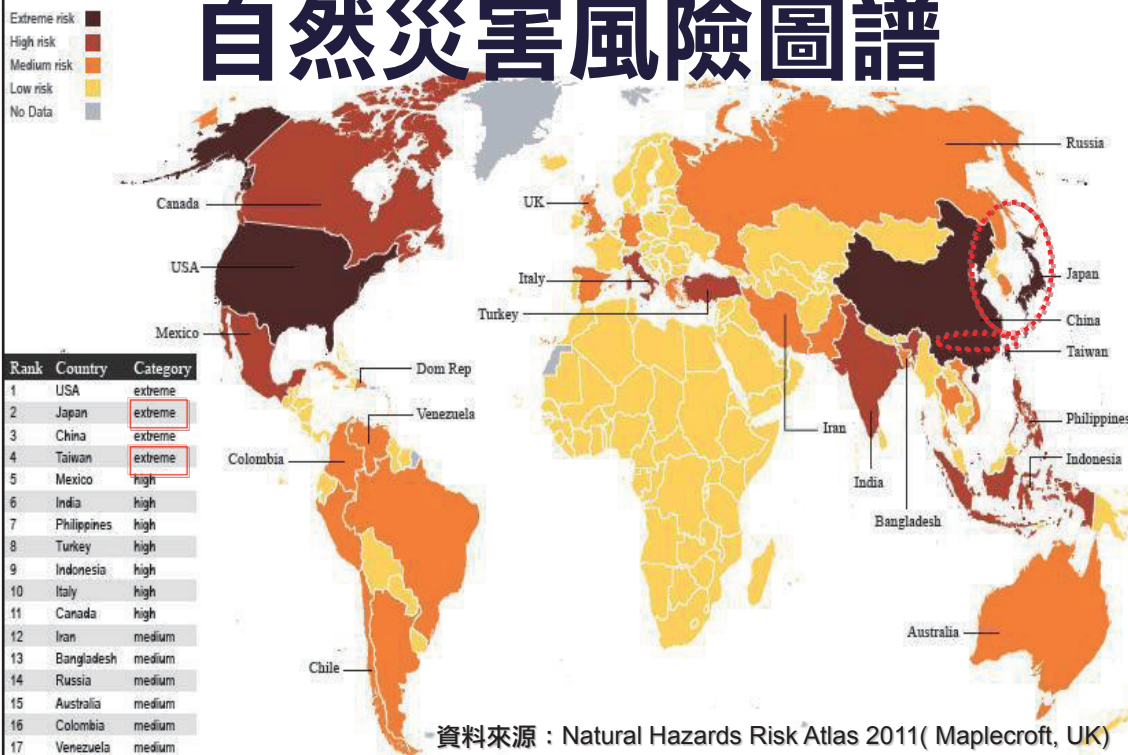 自然災害風險圖譜
Extreme risk
High risk
Medium risk
Low risk
No Data
Russia
Canada
UK
USA
Italy
Japan
Turkey
China
Mexico
Taiwan
Dom Rep
Venezuela
Philippines
Iran
Colombia
Indonesia
India
Bangladesh
Australia
Chile
Rank Country Category
1 USA extreme
2 Japan extreme
3 China extreme
4 Taiwan extreme
5 Mexico high
6 India high
7 Philippines high
8 Turkey high
9 Indonesia high
10 Italy high
11 Canada high
12 Iran medium
13 Bangladesh medium
14 Russia medium
15 Australia medium
16 Colombia medium
17 Venezuela medium
資料來源：Natural Hazards Risk Atlas 2011( Maplecroft, UK)